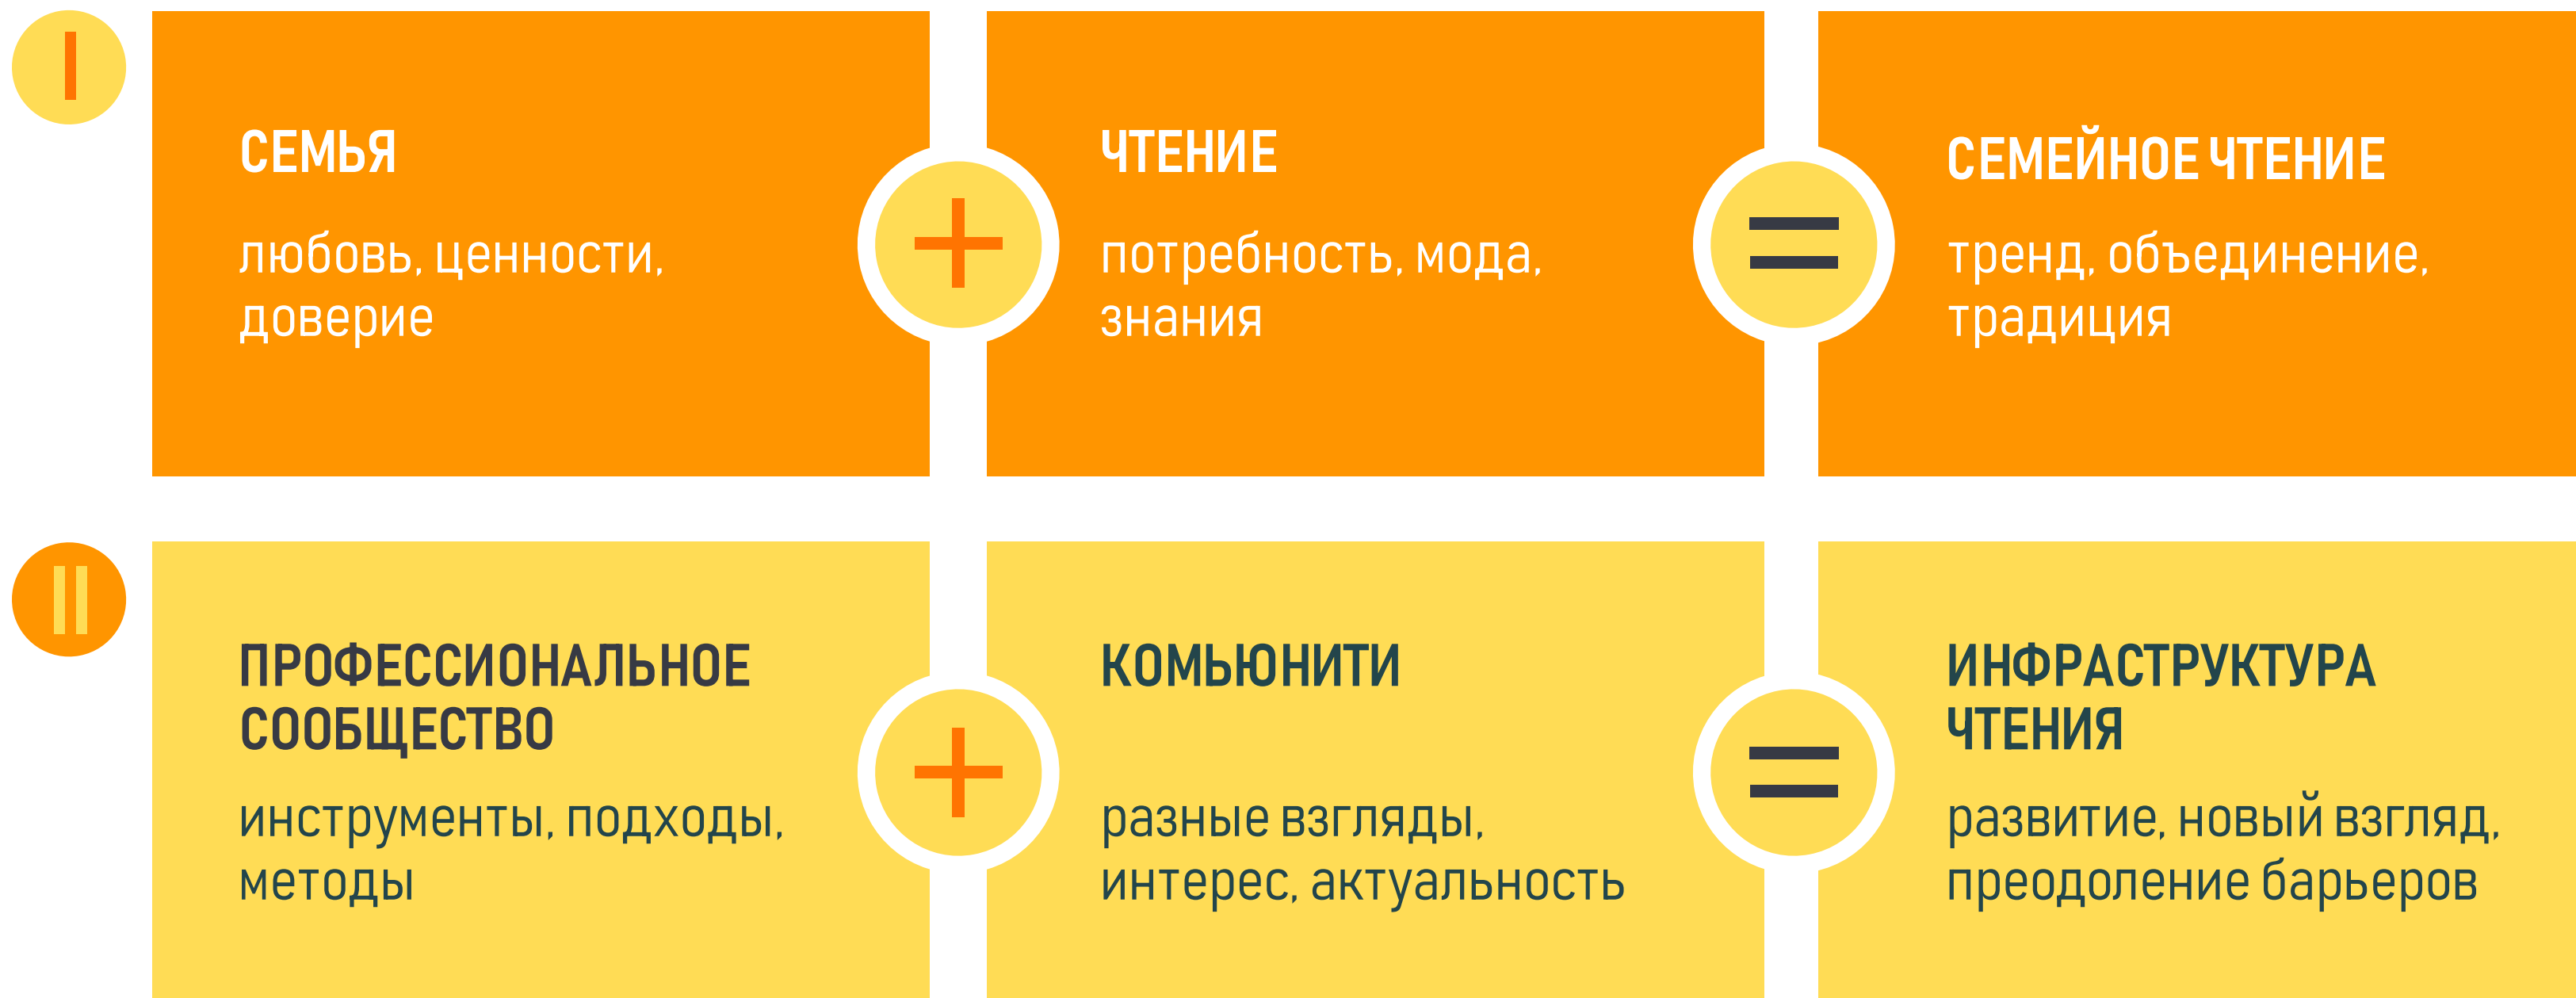 I
СЕМЬЯ
любовь, ценности,
доверие
+
ЧТЕНИЕ
потребность, мода,
знания
=
СЕМЕЙНОЕ ЧТЕНИЕ
тренд, объединение,
традиция
II
ПРОФЕССИОНАЛЬНОЕ
СООБЩЕСТВО
инструменты, подходы,
методы
+
КОМЬЮНИТИ
разные взгляды,
интерес, актуальность
=
ИНФРАСТРУКТУРА
ЧТЕНИЯ
развитие, новый взгляд,
преодоление барьеров